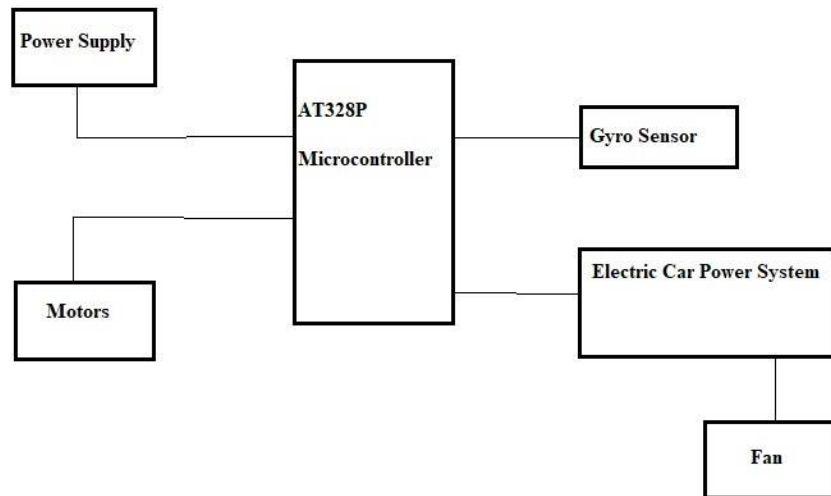 Power Supply
AT328P
Microcontroller
Gyro Sensor
Electric Car Power System
Motors
Fan